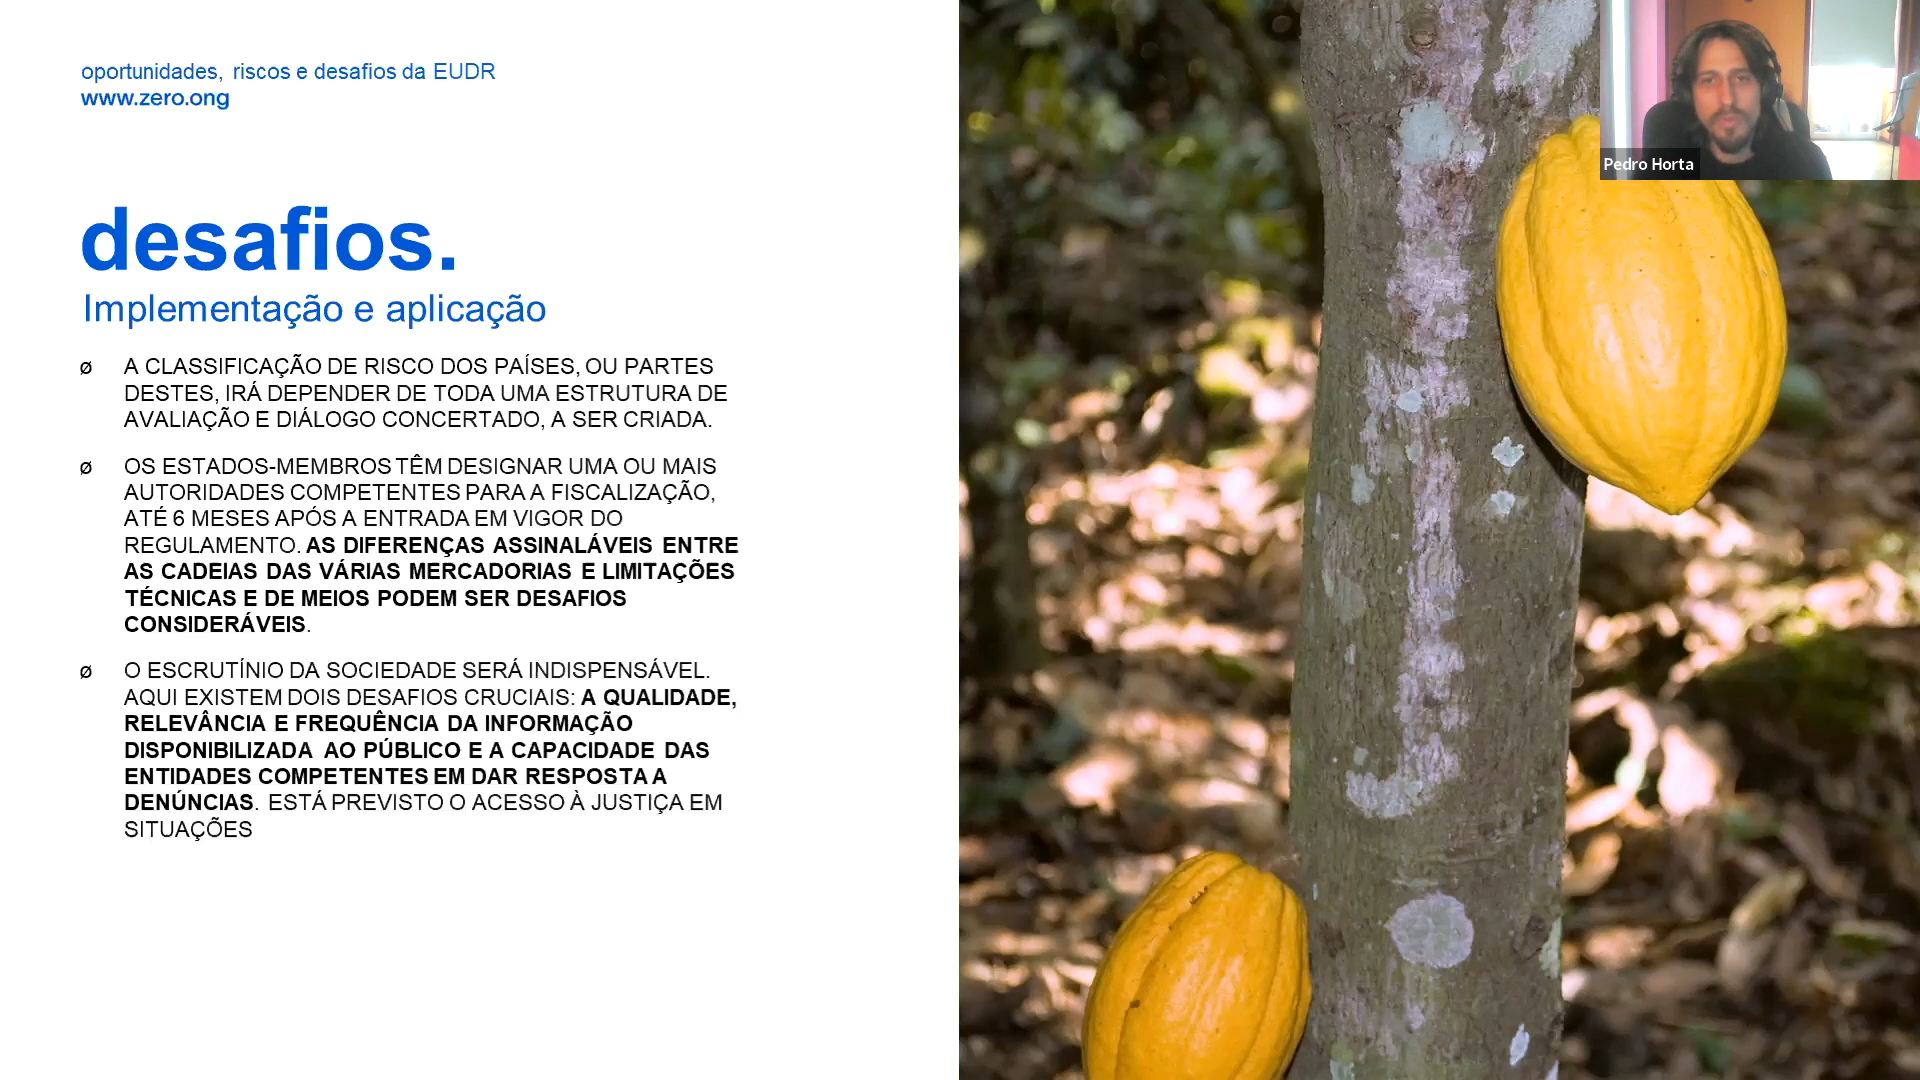 oportunidades, riscos e desafios da EUDR
www.zero.ong
desafios.
Implementação e aplicação
ø A CLASSIFICAÇÃO DE RISCO DOS PAÍSES, OU PARTES
DESTES, IRÁ DEPENDER DE TODA UMA ESTRUTURA DE
AVALIAÇÃO E DIÁLOGO CONCERTADO, A SER CRIADA.
ø OS ESTADOS-MEMBROS TÊM DESIGNAR UMA OU MAIS
AUTORIDADES COMPETENTES PARA A FISCALIZAÇÃO,
ATÉ 6 MESES APÓS A ENTRADA EM VIGOR DO
REGULAMENTO. AS DIFERENÇAS ASSINALÁVEIS ENTRE
AS CADEIAS DAS VÁRIAS MERCADORIAS E LIMITAÇÕES
TÉCNICAS E DE MEIOS PODEM SER DESAFIOS
CONSIDERÁVEIS.
ø O ESCRUTÍNIO DA SOCIEDADE SERÁ INDISPENSÁVEL.
AQUI EXISTEM DOIS DESAFIOS CRUCIAIS: A QUALIDADE,
RELEVÂNCIA E FREQUÊNCIA DA INFORMAÇÃO
DISPONIBILIZADA AO PÚBLICO E A CAPACIDADE DAS
ENTIDADES COMPETENTES EM DAR RESPOSTA A
DENÚNCIAS. ESTÁ PREVISTO O ACESSO À JUSTIÇA EM
SITUAÇÕES
Pedro Horta